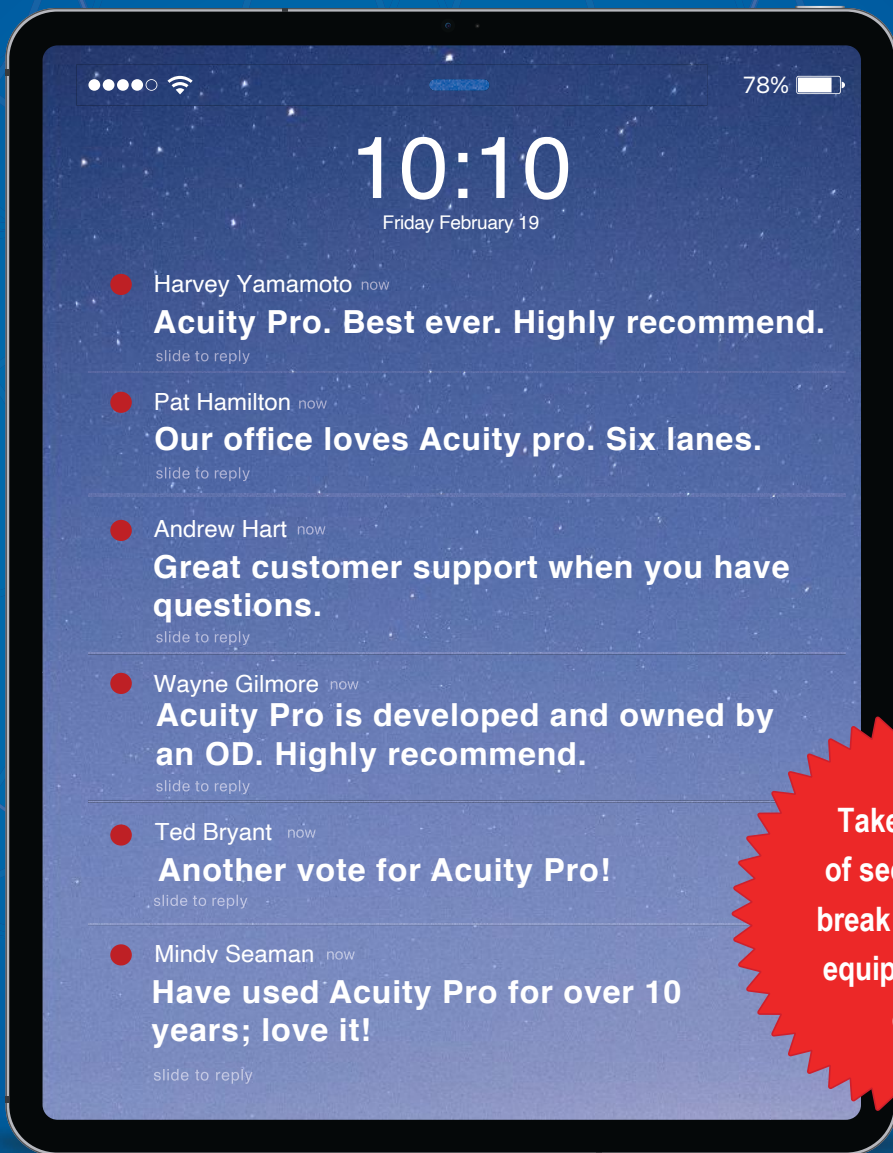 78%
10:10
Friday February 19
Harvey Yamamoto now
Acuity Pro. Best ever. Highly recommend.
slide to reply
Pat Hamilton now
Our office loves Acuity pro. Six lanes.
slide to reply
Andrew Hart now
Great customer support when you have
questions.
slide to reply
Wayne Gilmore now
Acuity Pro is developed and owned by
an OD. Highly recommend.
slide to reply
Ted Bryant now
Another vote for Acuity Pro!
slide to reply
Mindy Seaman now
Have used Acuity Pro for over 10
years; love it!
slide to reply
Take
of
break